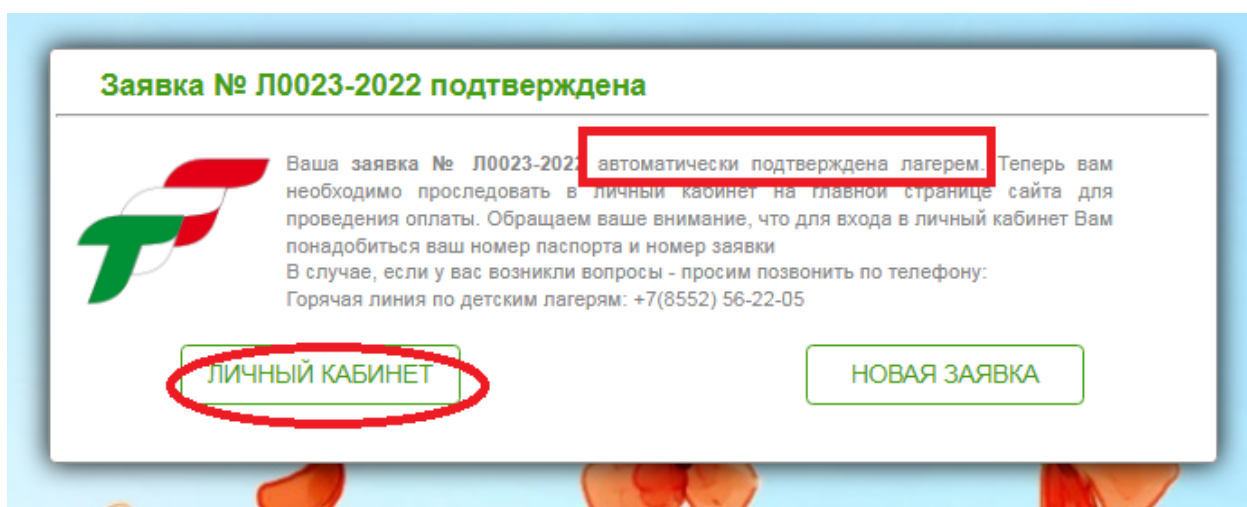 Заявка № Л0023-2022 подтверждена
Ваша заявка № Л0023-2022 автоматически подтверждена лагерем. Теперь вам
необходимо проследовать в личный кабинет на главной странице сайта для
проведения оплаты. Обращаем ваше внимание, что для входа в личный кабинет Вам
понадобиться ваш номер паспорта и номер заявки
В случае, если у вас возникли вопросы - просим позвонить по телефону:
Горячая линия по детским лагерям: +7(8552) 56-22-05
ЛИЧНЫЙ КАБИНЕТ
НОВАЯ ЗАЯВКА